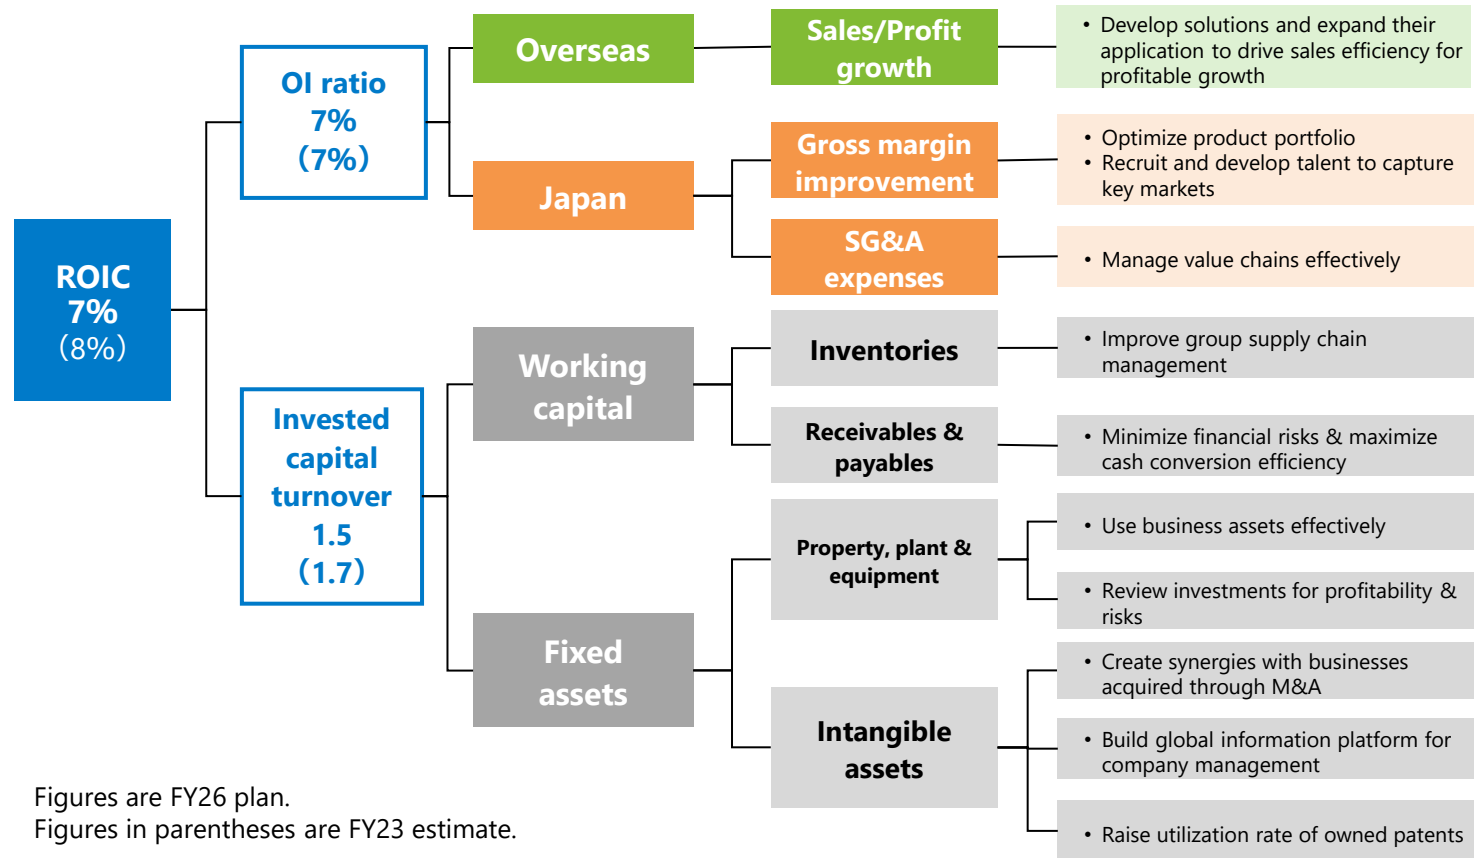 ROIC
7%
(8%)
OI ratio
7%
(7%)
Invested
capital
turnover
1.5
(1.7)
Overseas
Japan
Working
capital
Fixed
assets
Sales/Profit
growth
Gross margin
improvement
SG&A
expenses
Inventories
Receivables &
payables
Property, plant &
equipment
Intangible
assets
• Develop solutions and expand their
application to drive sales efficiency for
profitable growth
• Optimize product portfolio
• Recruit and develop talent to capture
key markets
• Manage value chains effectively
• Improve group supply chain
management
• Minimize financial risks & maximize
cash conversion efficiency
• Use business assets effectively
• Review investments for profitability &
risks
• Create synergies with businesses
acquired through M&A
• Build global information platform for
company management
• Raise utilization rate of owned patents
Figures are FY26 plan.
Figures in parentheses are FY23 estimate.